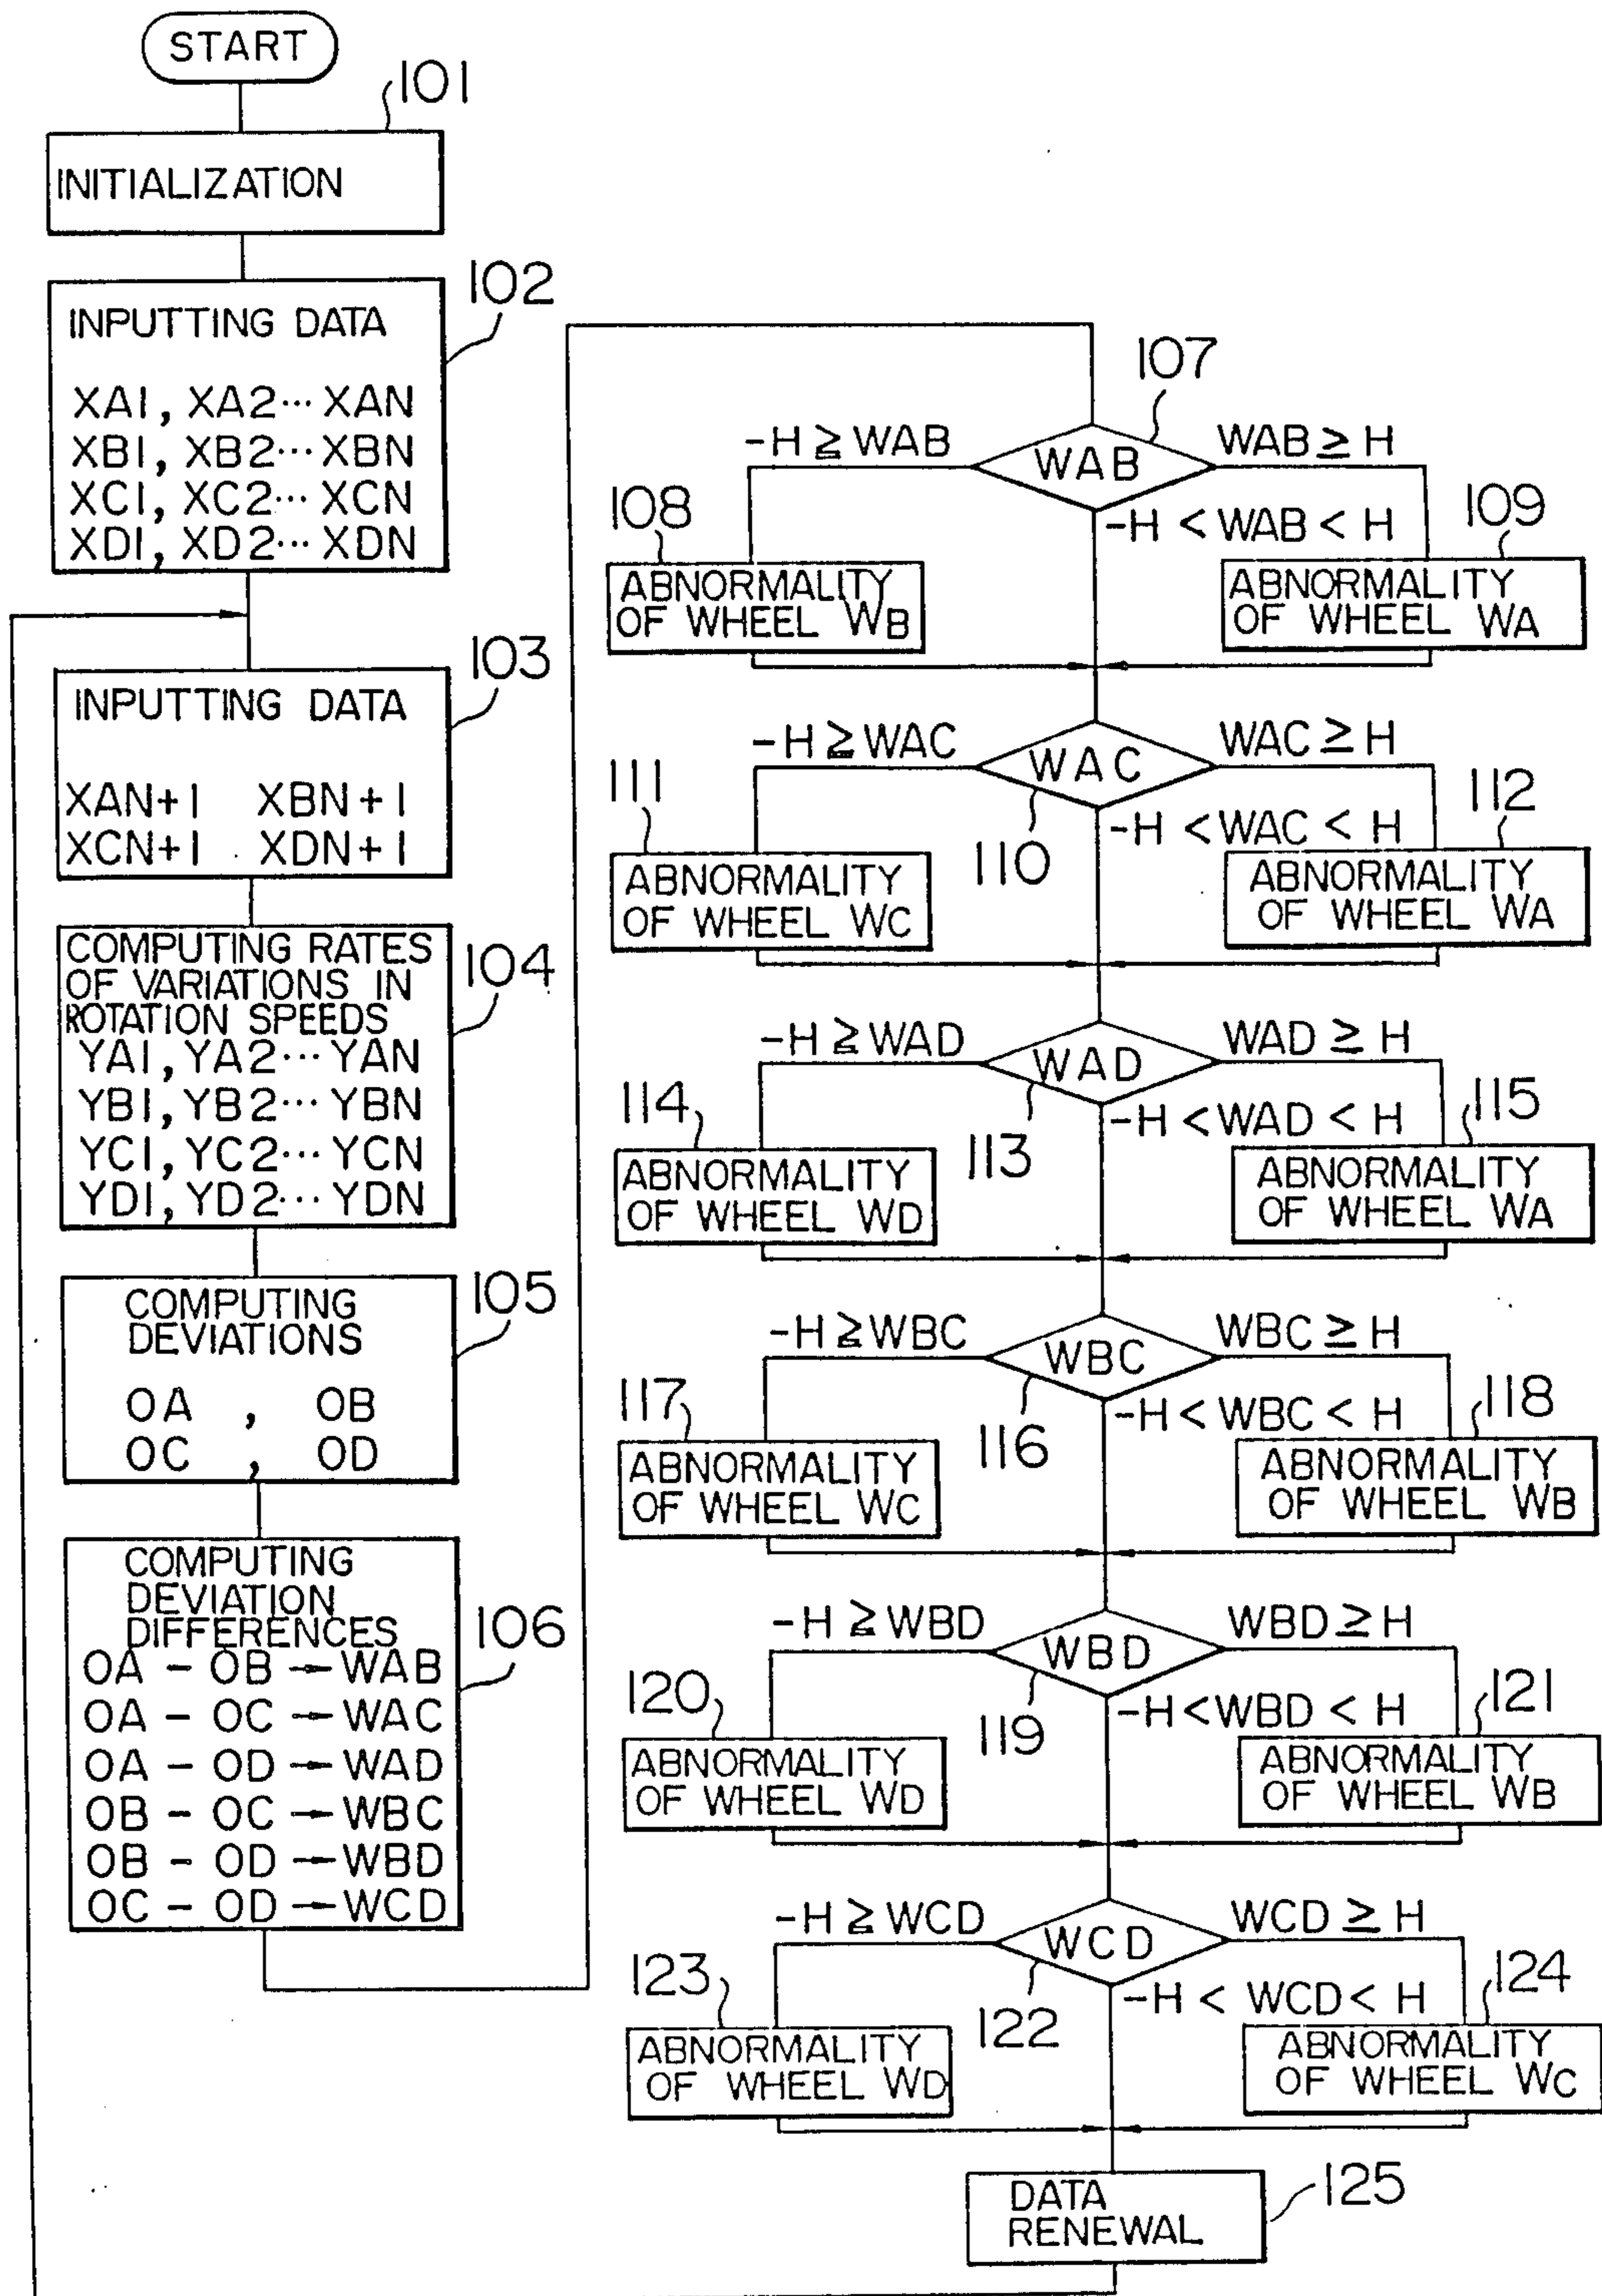 START
101
INITIALIZATION
102
INPUTTING DATA
XA1, XA2··· XAN
XB1, XB2··· XBN
XC1, XC2··· XCN
XD1, XD2··· XDN
103
INPUTTING DATA
XAN+1 XBN+1
XCN+1 XDN+1
104
COMPUTING RATES
OF VARIATIONS IN
ROTATION SPEEDS
YA1, YA2··· YAN
YB1, YB2··· YBN
YC1, YC2··· YCN
YD1, YD2··· YDN
105
COMPUTING
DEVIATIONS
OA , OB
OC , OD
106
COMPUTING
DEVIATION
DIFFERENCES
OA - OB → WAB
OA - OC → WAC
OA - OD → WAD
OB - OC → WBC
OB - OD → WBD
OC - OD → WCD
107
-H ≧ WAB
WAB
WAB ≥ H
-H < WAB < H
108
109
ABNORMALITY
OF WHEEL WB
ABNORMALITY
OF WHEEL WA
-H ≧ WAC
WAC
WAC ≥ H
-H < WAC < H
110
111
112
ABNORMALITY
OF WHEEL WC
ABNORMALITY
OF WHEEL WA
-H ≧ WAD
WAD
WAD ≥ H
-H < WAD < H
113
114
115
ABNORMALITY
OF WHEEL WD
ABNORMALITY
OF WHEEL WA
-H ≧ WBC
WBC
WBC ≥ H
-H < WBC < H
116
117
118
ABNORMALITY
OF WHEEL WC
ABNORMALITY
OF WHEEL WB
-H ≧ WBD
WBD
WBD ≥ H
-H < WBD < H
119
120
121
ABNORMALITY
OF WHEEL WD
ABNORMALITY
OF WHEEL WB
-H ≧ WCD
WCD
WCD ≥ H
-H < WCD < H
122
123
124
ABNORMALITY
OF WHEEL WD
ABNORMALITY
OF WHEEL WC
125
DATA
RENEWAL